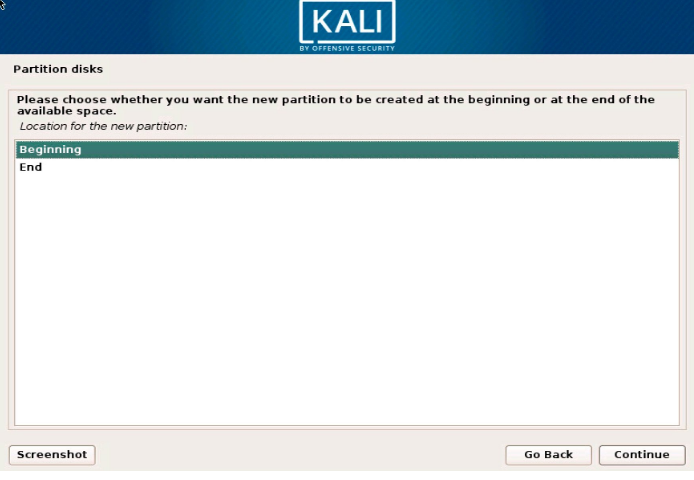 KALI
BY OFFENSIVE SECURITY
Partition disks
Please choose whether you want the new partition to be created at the beginning or at the end of the
available space.
Location for the new partition:
Beginning
End
Screenshot
Go Back
Continue